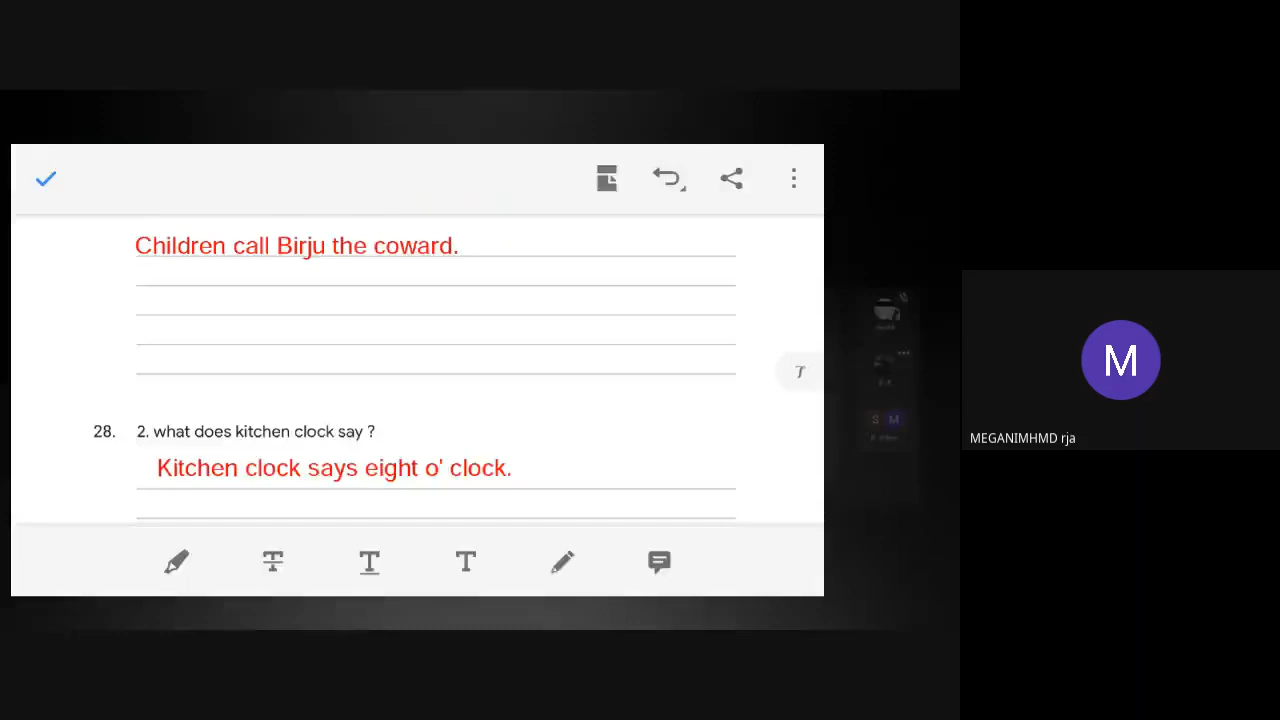 Children call Birju the coward.
28. 2. what does kitchen clock say ?
Kitchen clock says eight o' clock.
M
MEGANIMHMD rja
S M